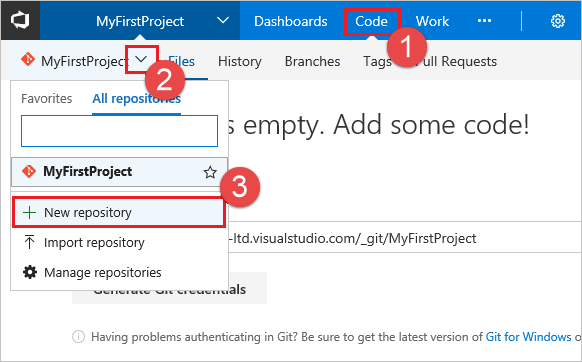 MyFirstProject Dashboards Code Work ...
1
MyFirstProject Files History Branches Tags Pull Requests
2
Favorites All repositories
s empty. Add some code!
MyFirstProject
3
New repository
-ltd.visualstudio.com/_git/MyFirstProject
Import repository
Manage repositories
Generate Git credentials
Having problems authenticating in Git? Be sure to get the latest version of Git for Windows o